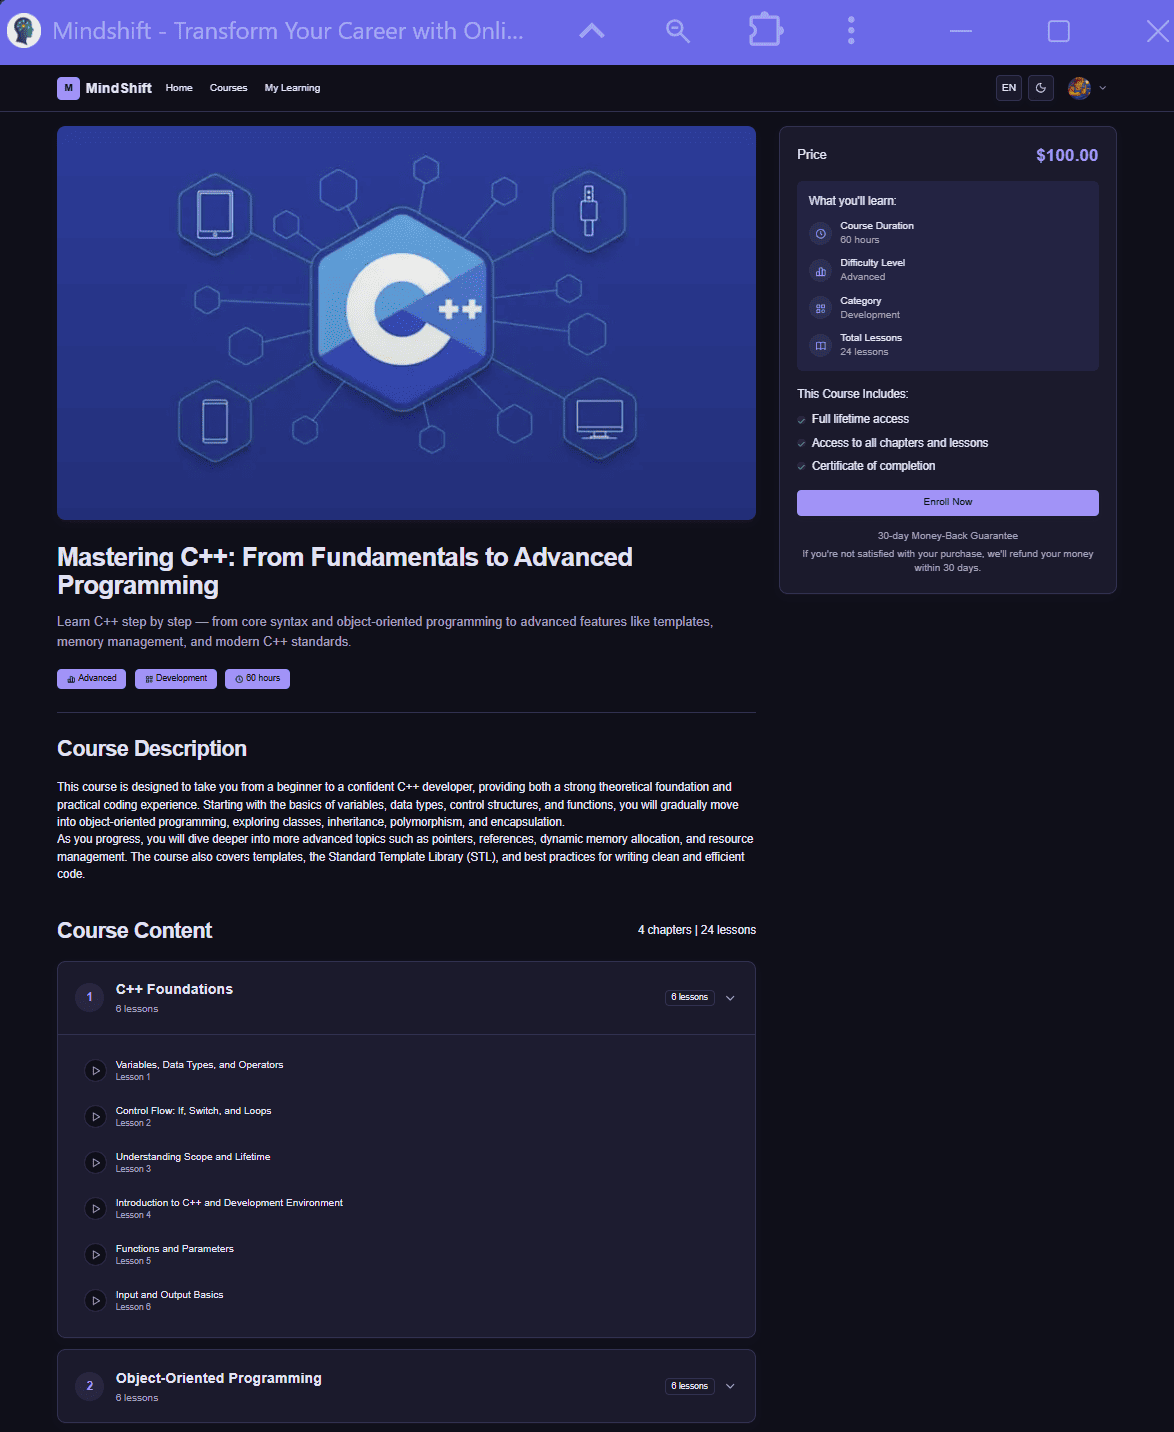 Mindshift - Transform Your Career with Onli...
M MindShift Home Courses My Learning EN
C++
Mastering C++: From Fundamentals to Advanced
Programming
Learn C++ step by step — from core syntax and object-oriented programming to advanced features like templates,
memory management, and modern C++ standards.
Advanced Development 60 hours
Course Description
This course is designed to take you from a beginner to a confident C++ developer, providing both a strong theoretical foundation and
practical coding experience. Starting with the basics of variables, data types, control structures, and functions, you will gradually move
into object-oriented programming, exploring classes, inheritance, polymorphism, and encapsulation.
As you progress, you will dive deeper into more advanced topics such as pointers, references, dynamic memory allocation, and resource
management. The course also covers templates, the Standard Template Library (STL), and best practices for writing clean and efficient
code.
Course Content 4 chapters | 24 lessons
1 C++ Foundations
6 lessons
6 lessons
Variables, Data Types, and Operators
Lesson 1
Control Flow: If, Switch, and Loops
Lesson 2
Understanding Scope and Lifetime
Lesson 3
Introduction to C++ and Development Environment
Lesson 4
Functions and Parameters
Lesson 5
Input and Output Basics
Lesson 6
2 Object-Oriented Programming
6 lessons
6 lessons
Price $100.00
What you'll learn:
Course Duration
60 hours
Difficulty Level
Advanced
Category
Development
Total Lessons
24 lessons
This Course Includes:
Full lifetime access
Access to all chapters and lessons
Certificate of completion
Enroll Now
30-day Money-Back Guarantee
If you're not satisfied with your purchase, we'll refund your money
within 30 days.